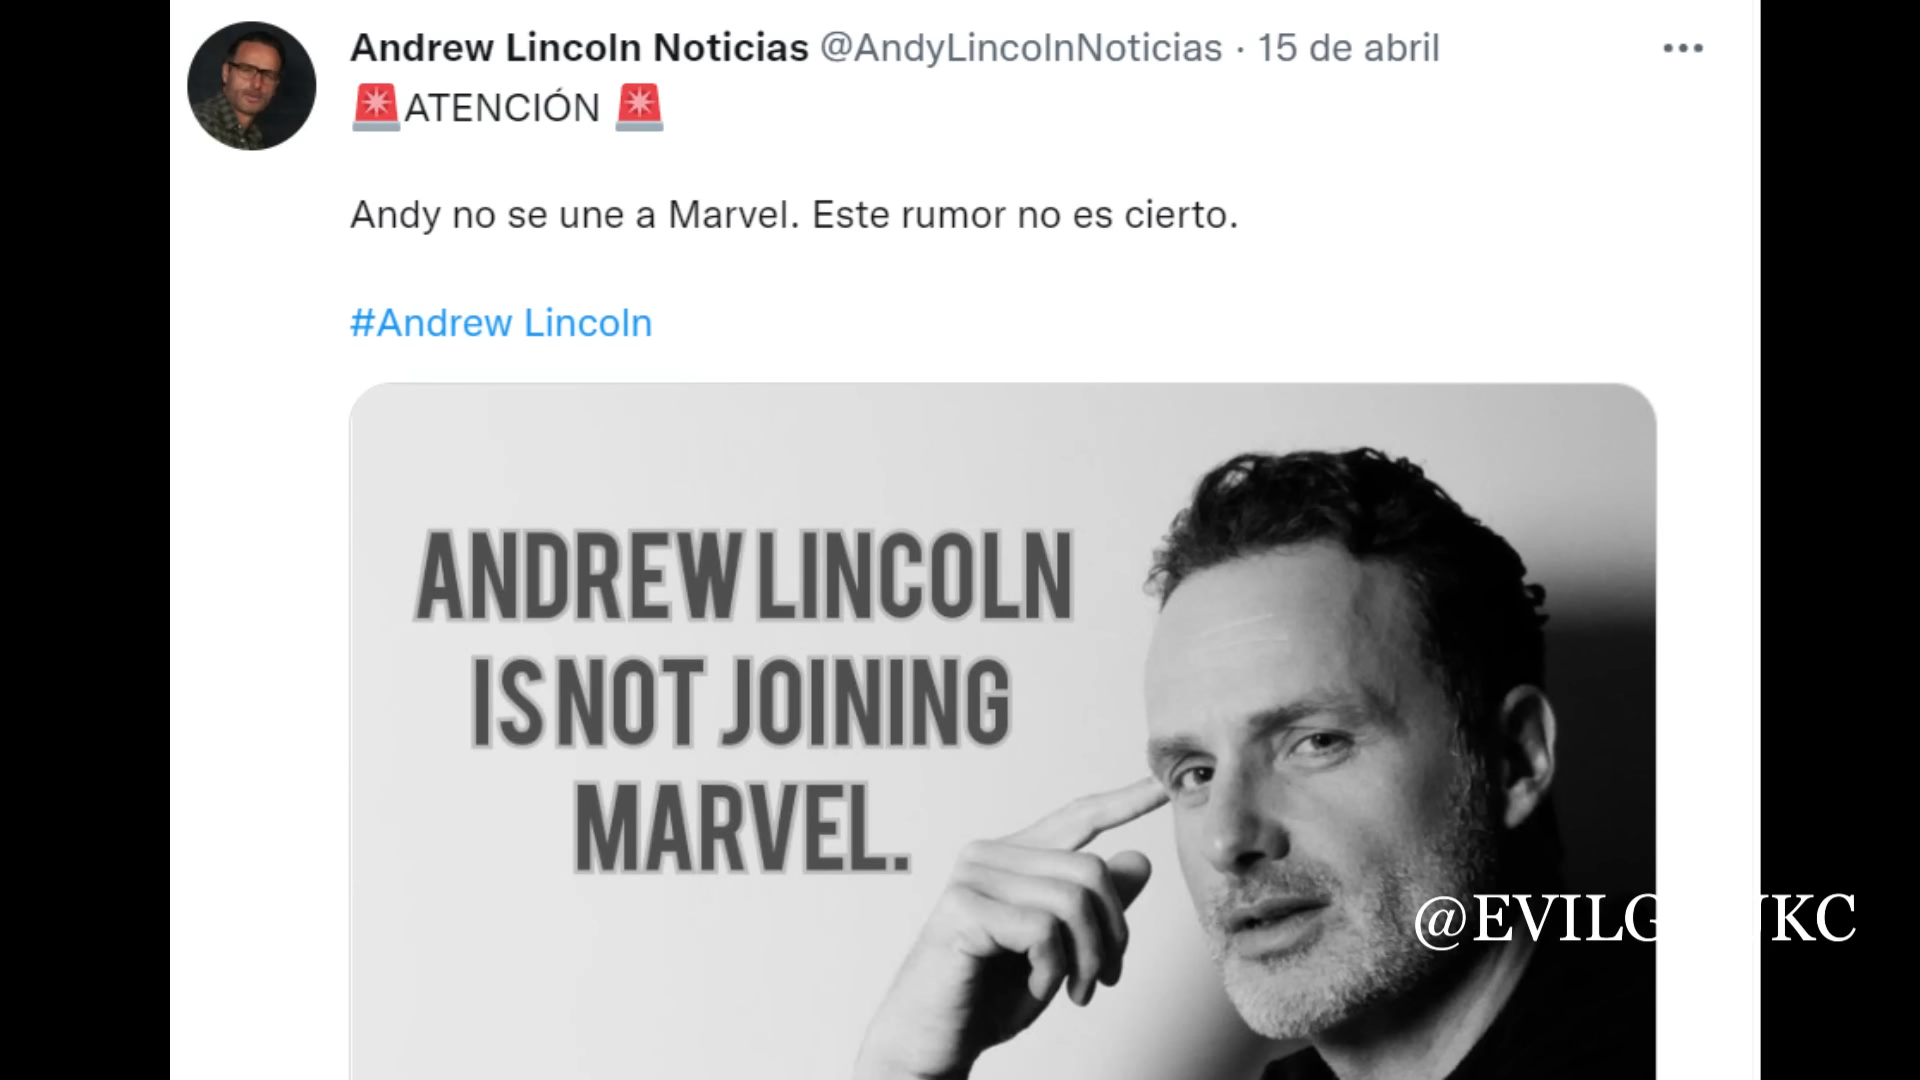 Andrew Lincoln Noticias @AndyLincolnNoticias · 15 de abril
🚨ATENCIÓN 🚨
Andy no se une a Marvel. Este rumor no es cierto.
#Andrew Lincoln
ANDREW LINCOLN
IS NOT JOINING
MARVEL.